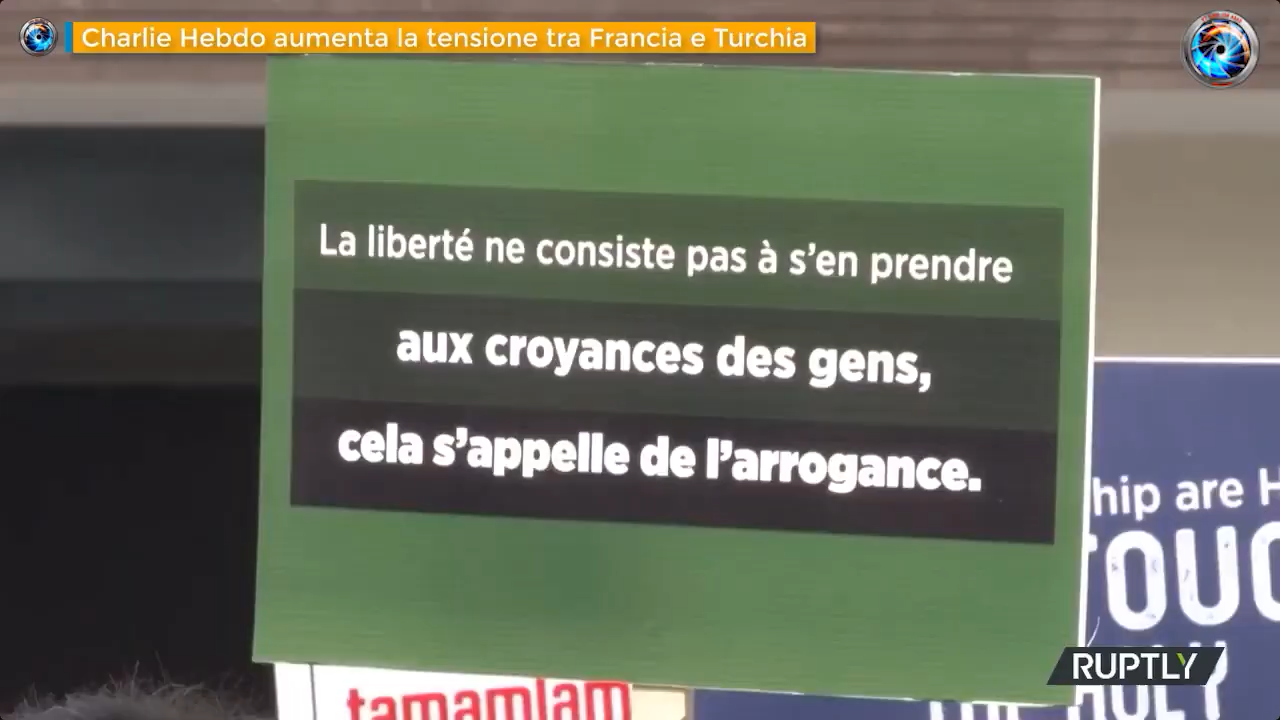 Charlie Hebdo aumenta la tensione tra Francia e Turchia
La liberté ne consiste pas à s'en prendre
aux croyances des gens,
cela s'appelle de l'arrogance.
hip are H
OUC
RUPTLY
tamamlam